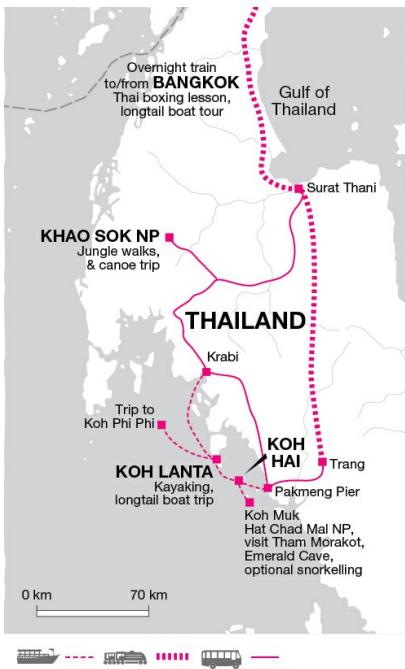 Overnight train
to/from BANGKOK
Thai boxing lesson,
longtail boat tour
Gulf of
Thailand
Surat Thani
KHAO SOK NP
Jungle walks,
& canoe trip
THAILAND
Krabi
Trip to
Koh Phi Phi
KOH
HAI
KOH LANTA
Kayaking,
longtail boat trip
Trang
Pakmeng Pier
Koh Muk
Hat Chad Mal NP,
visit Tham Morakot,
Emerald Cave,
optional snorkelling
0 km
70 km